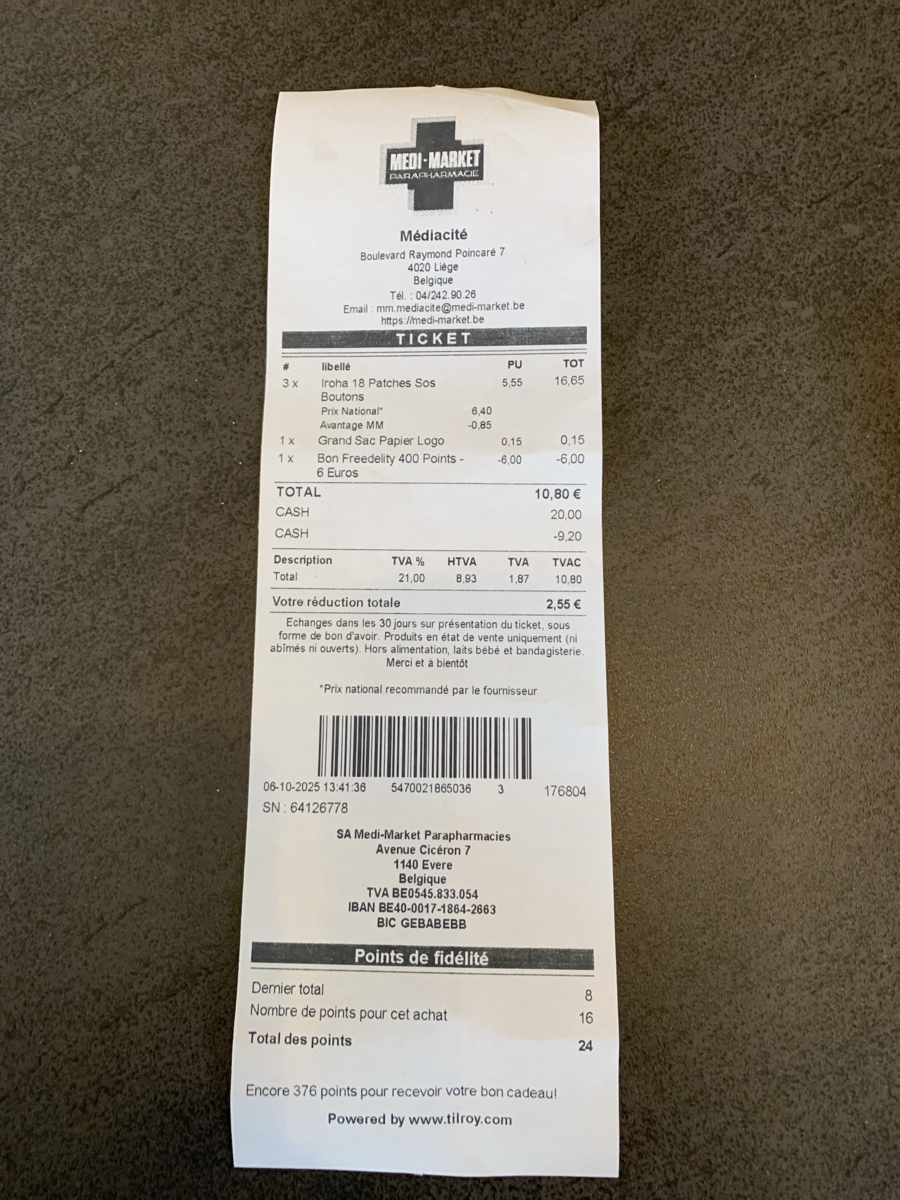 MEDI-MARKET
PARAPHARMACIE
Médiacité
Boulevard Raymond Poincaré 7
4020 Liège
Belgique
Tél. : 04/242.90.26
Email : mm.mediacite@medi-market.be
https://medi-market.be
TICKET
# libellé PU TOT
3 x Iroha 18 Patches Sos 5,55 16,65
Boutons
Prix National* 6,40
Avantage MM -0,85
1 x Grand Sac Papier Logo 0,15 0,15
1 x Bon Freedelity 400 Points - -6,00 -6,00
6 Euros
TOTAL 10,80 €
CASH 20,00
CASH -9,20
Description TVA % HTVA TVA TVAC
Total 21,00 8,93 1,87 10,80
Votre réduction totale 2,55 €
Echanges dans les 30 jours sur présentation du ticket, sous
forme de bon d'avoir. Produits en état de vente uniquement (ni
abîmés ni ouverts). Hors alimentation, laits bébé et bandagisterie.
Merci et à bientôt
*Prix national recommandé par le fournisseur
06-10-2025 13:41:36 5470021865036 3 176804
SN : 64126778
SA Medi-Market Parapharmacies
Avenue Cicéron 7
1140 Evere
Belgique
TVA BE0545.833.054
IBAN BE40-0017-1864-2663
BIC GEBABEBB
Points de fidélité
Dernier total 8
Nombre de points pour cet achat 16
Total des points 24
Encore 376 points pour recevoir votre bon cadeau!
Powered by www.tilroy.com